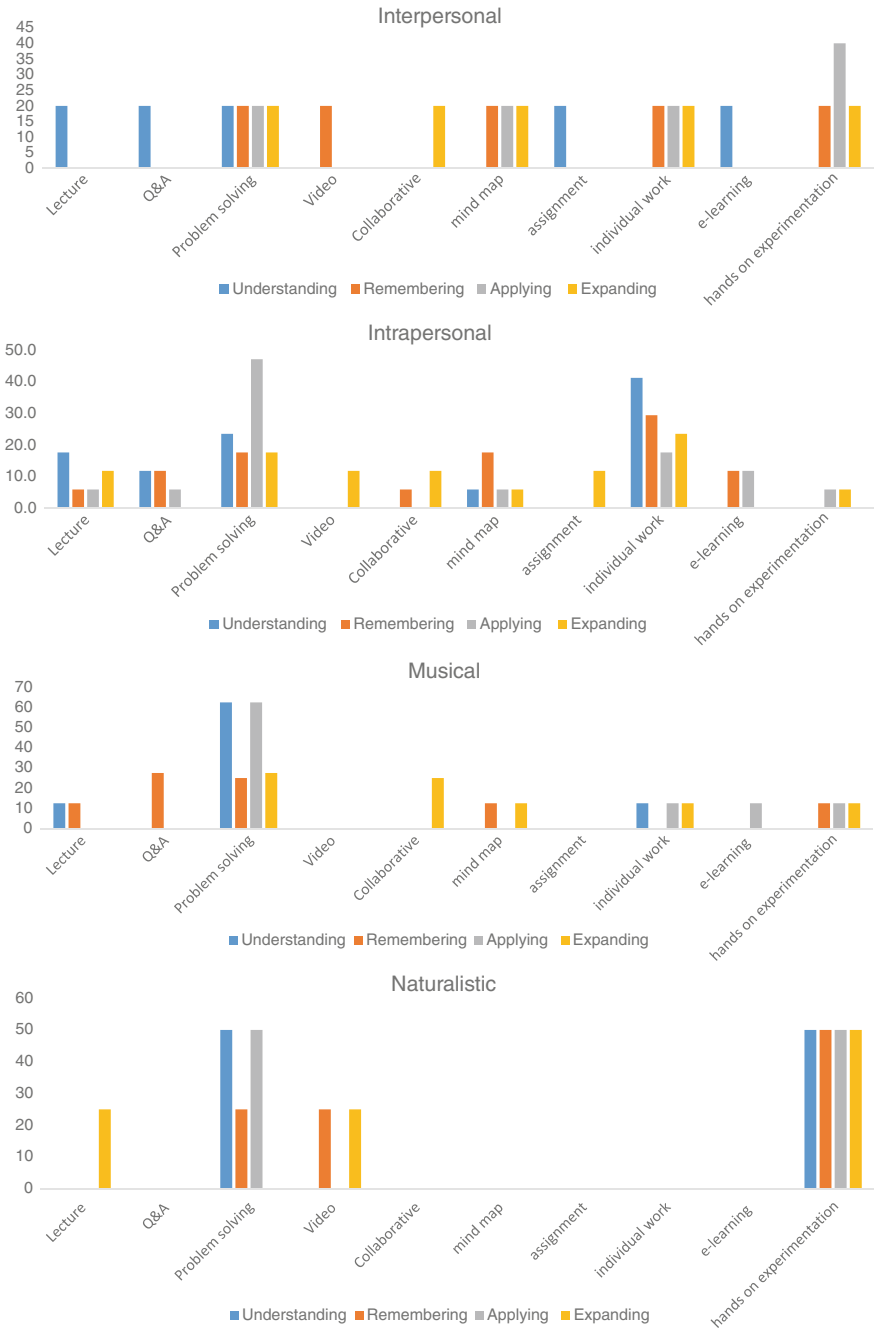 Interpersonal
45
40
35
30
25
20
15
10
5
0
Lecture
Q&A
Problem solving
Video
Collaborative
mind map
assignment
individual work
e-learning
hands on experimentation
Understanding Remembering Applying Expanding
Intrapersonal
50.0
40.0
30.0
20.0
10.0
0.0
Lecture
Q&A
Problem solving
Video
Collaborative
mind map
assignment
individual work
e-learning
hands on experimentation
Understanding Remembering Applying Expanding
Musical
70
60
50
40
30
20
10
0
Lecture
Q&A
Problem solving
Video
Collaborative
mind map
assignment
individual work
e-learning
hands on experimentation
Understanding Remembering Applying Expanding
Naturalistic
60
50
40
30
20
10
0
Lecture
Q&A
Problem solving
Video
Collaborative
mind map
assignment
individual work
e-learning
hands on experimentation
Understanding Remembering Applying Expanding